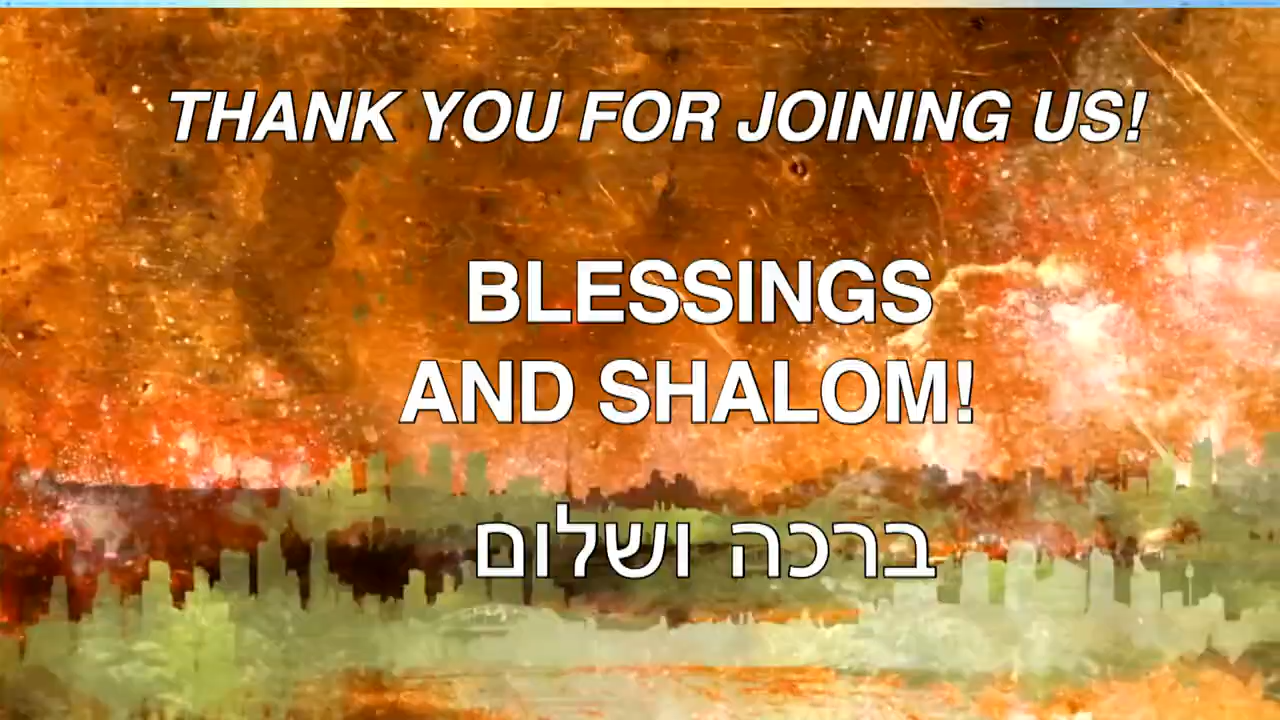 THANK YOU FOR JOINING US!
BLESSINGS
AND SHALOM!
ברכה ושלום